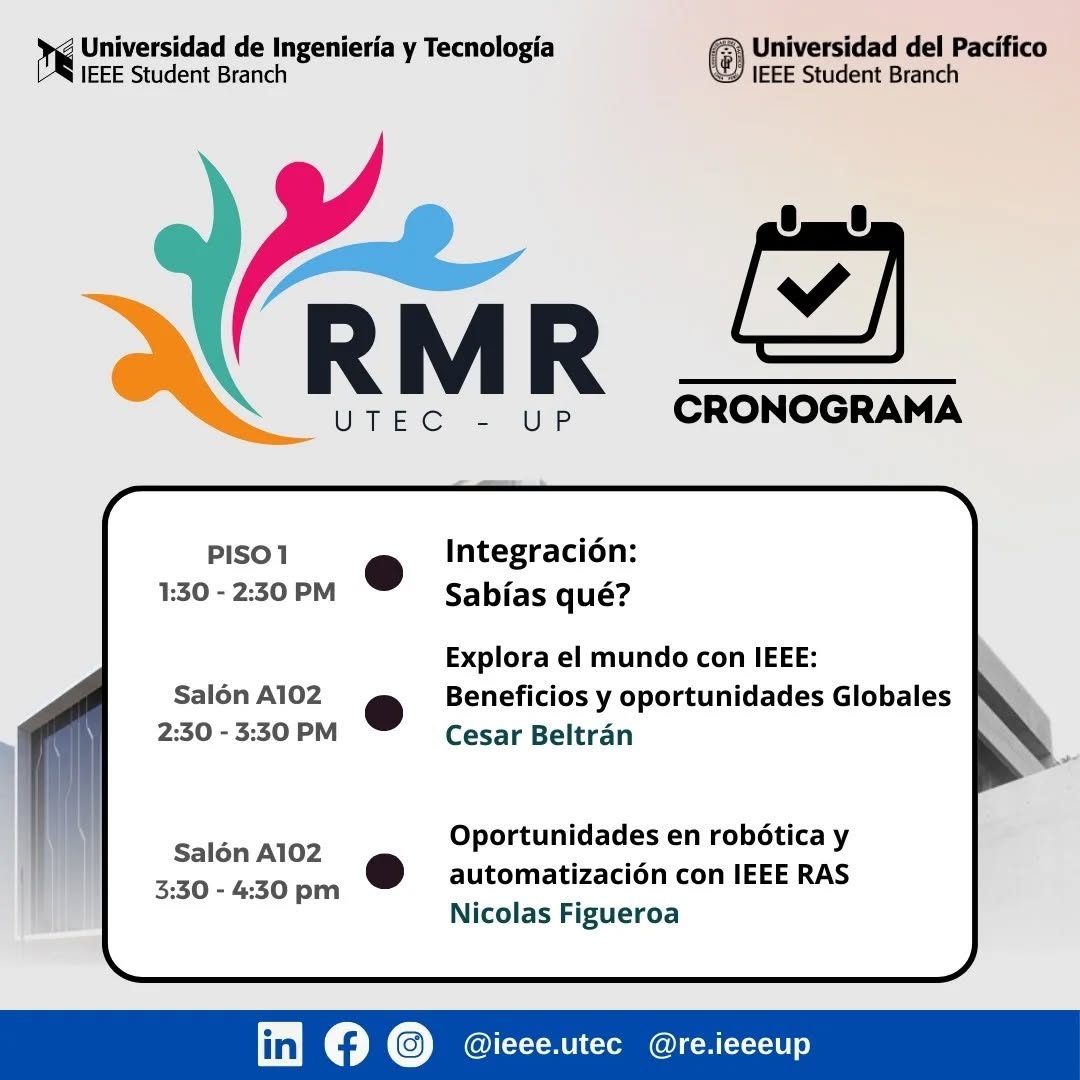 Universidad de Ingeniería y Tecnología
IEEE Student Branch
Universidad del Pacífico
IEEE Student Branch
RMR
UTEC - UP
CRONOGRAMA
PISO 1
1:30 - 2:30 PM
Integración:
Sabías qué?
Salón A102
2:30 - 3:30 PM
Explora el mundo con IEEE:
Beneficios y oportunidades Globales
Cesar Beltrán
Salón A102
3:30 - 4:30 pm
Oportunidades en robótica y
automatización con IEEE RAS
Nicolas Figueroa
in
@ieee.utec @re.ieeeup